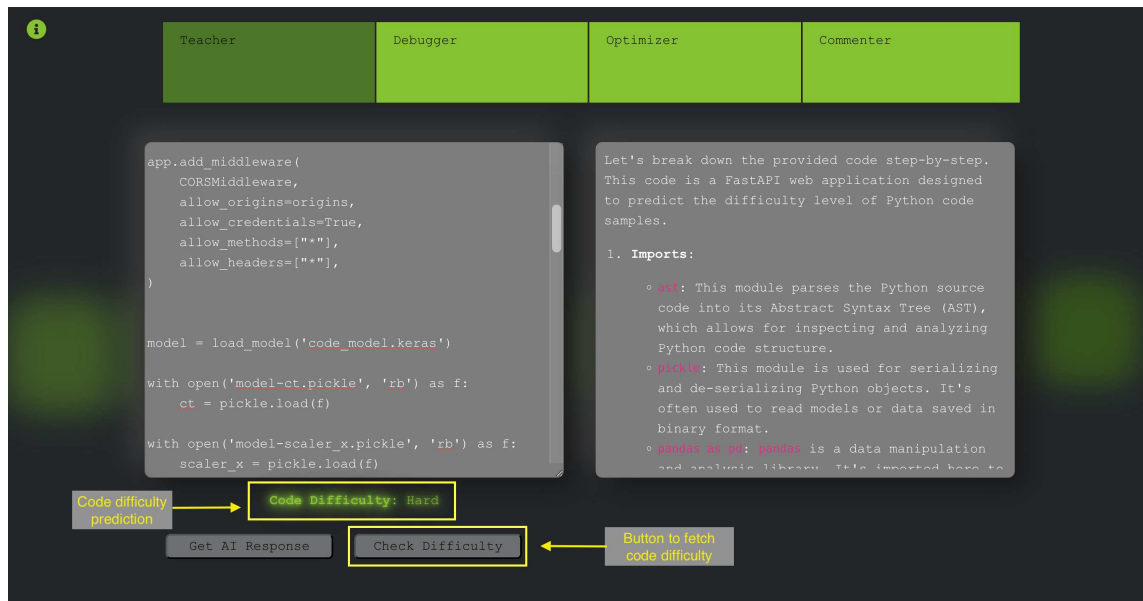 i
Teacher
Debugger
Optimizer
Commenter
app.add_middleware(
    CORSMiddleware,
    allow_origins=origins,
    allow_credentials=True,
    allow_methods=["*"],
    allow_headers=["*"],
)
model = load_model('code_model.keras')
with open('model-ct.pickle', 'rb') as f:
    ct = pickle.load(f)
with open('model-scaler_x.pickle', 'rb') as f:
    scaler_x = pickle.load(f)
Let's break down the provided code step-by-step.
This code is a FastAPI web application designed
to predict the difficulty level of Python code
samples.
1. Imports:
◦ ast: This module parses the Python source
code into its Abstract Syntax Tree (AST),
which allows for inspecting and analyzing
Python code structure.
◦ pickle: This module is used for serializing
and de-serializing Python objects. It's
often used to read models or data saved in
binary format.
◦ pandas as pd: pandas is a data manipulation
and analysis library. It's imported here to
Code Difficulty: Hard
Code difficulty
prediction
Get AI Response
Check Difficulty
Button to fetch
code difficulty